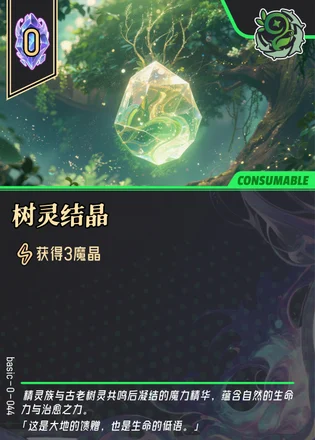 0
CONSUMABLE
树灵结晶
获得3魔晶
basic-0-044
精灵族与古老树灵共鸣后凝结的魔力精华，蕴含自然的生命
力与治愈之力。
「这是大地的馈赠，也是生命的低语。」